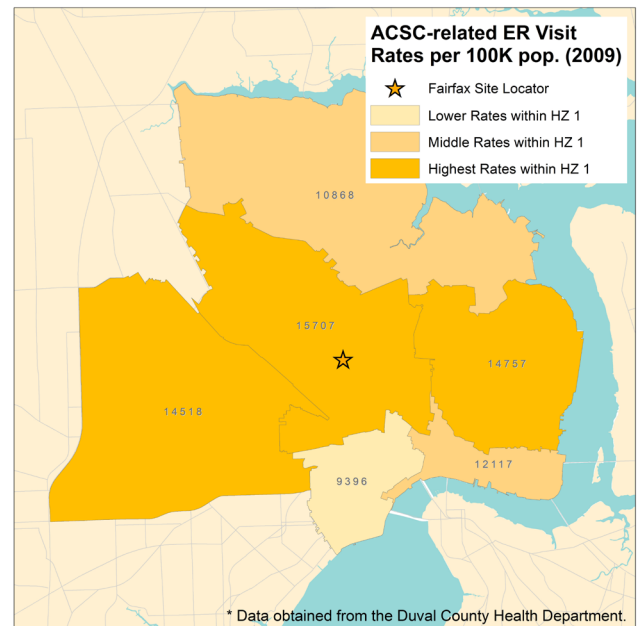 ACSC-related ER Visit
Rates per 100K pop. (2009)
Fairfax Site Locator
Lower Rates within HZ 1
Middle Rates within HZ 1
Highest Rates within HZ 1
10868
15707
14757
14518
12117
9396
* Data obtained from the Duval County Health Department.